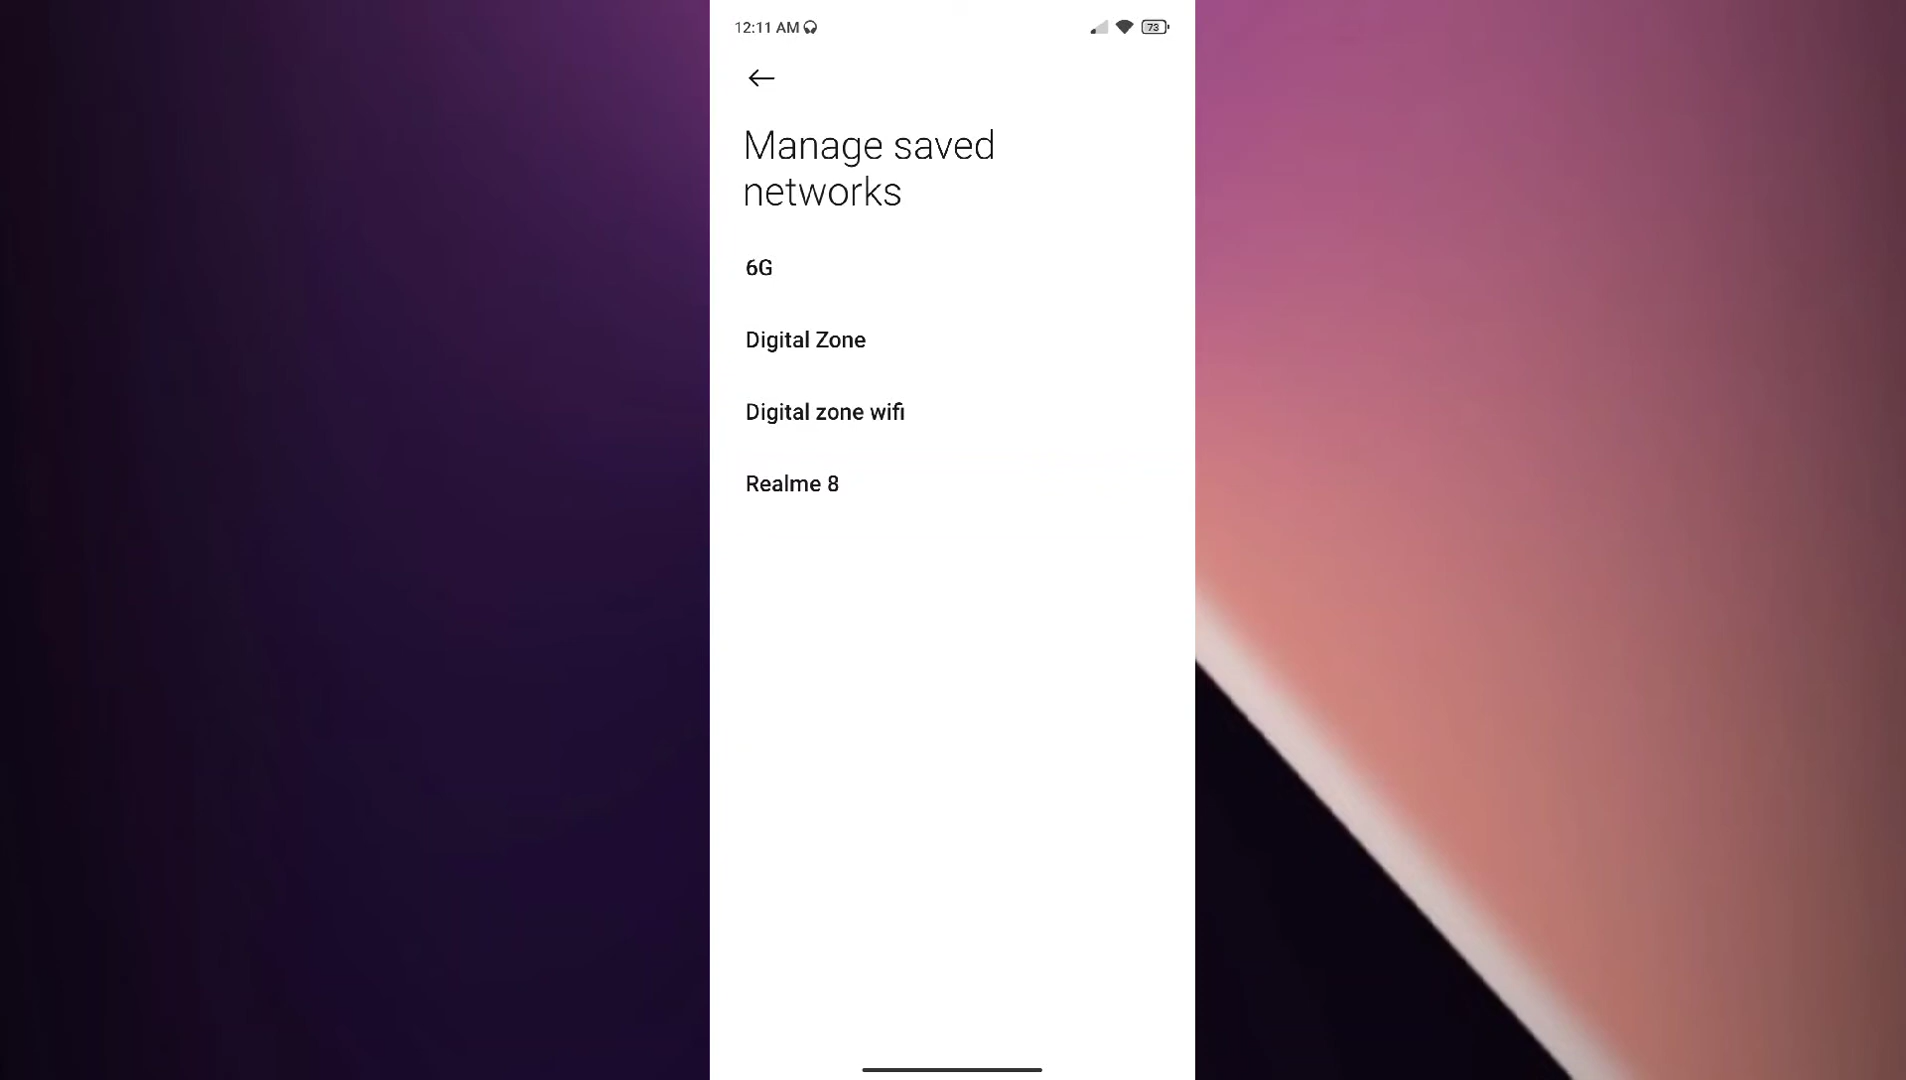 12:11 AM
73
Manage saved
networks
6G
Digital Zone
Digital zone wifi
Realme 8